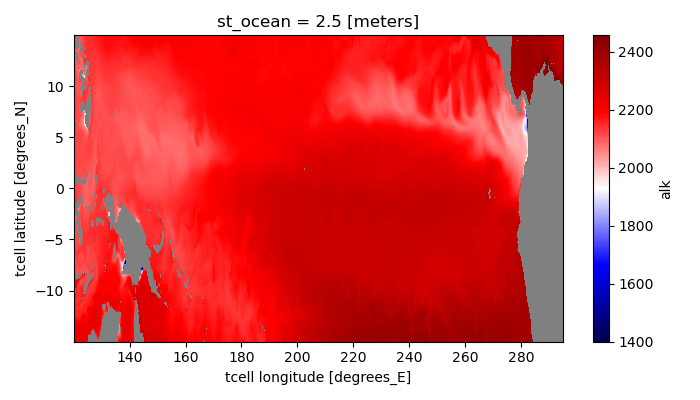 st_ocean = 2.5 [meters]
10
5
0
−5
−10
tcell latitude [degrees_N]
140 160 180 200 220 240 260 280
tcell longitude [degrees_E]
2400
2200
2000
1800
1600
1400
alk